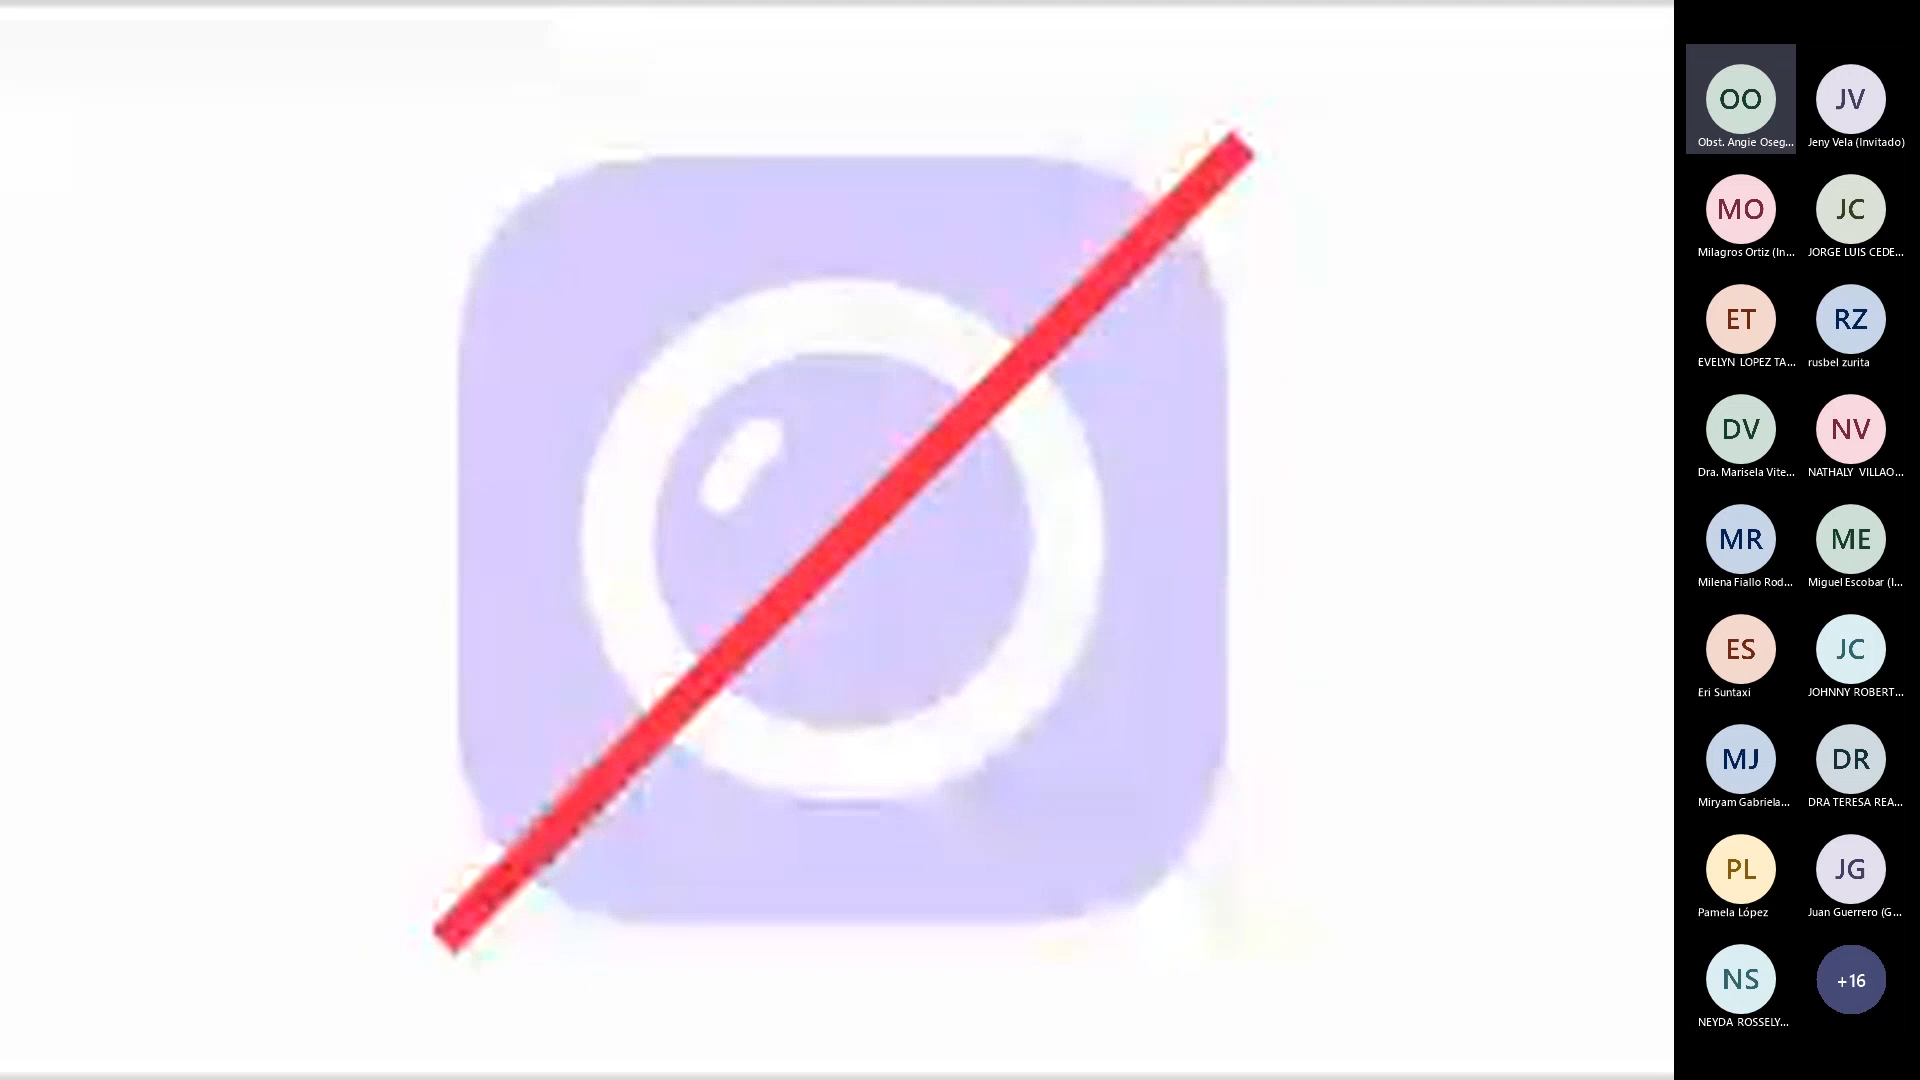 OO
JV
Obst. Angie Oseg...
Jeny Vela (Invitado)
MO
JC
Milagros Ortiz (In...
JORGE LUIS CEDE...
ET
RZ
EVELYN LOPEZ TA...
rusbel zurita
DV
NV
Dra. Marisela Vite...
NATHALY VILLAO...
MR
ME
Milena Fiallo Rod...
Miguel Escobar (I...
ES
JC
Eri Suntaxi
JOHNNY ROBERT...
MJ
DR
Miryam Gabriela...
DRA TERESA REA...
PL
JG
Pamela López
Juan Guerrero (G...
NS
+16
NEYDA ROSSELY...